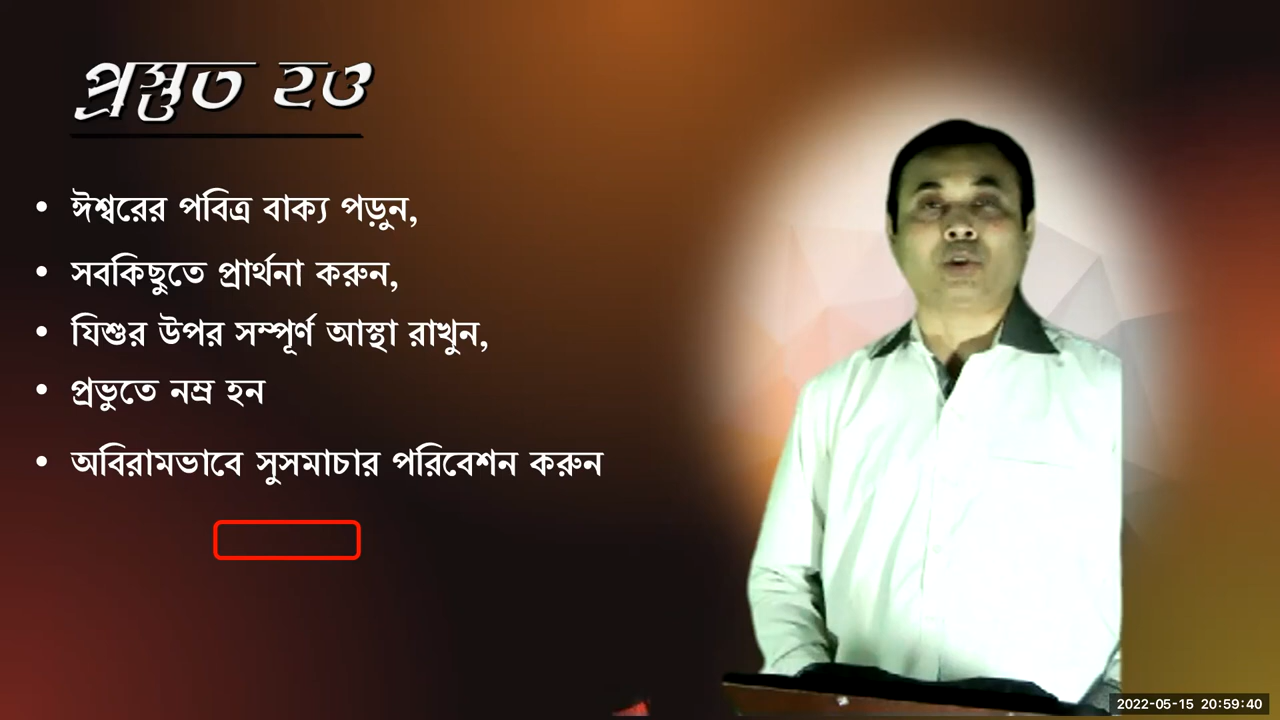 প্রস্তুত হও
• ঈশ্বরের পবিত্র বাক্য পড়ুন,
• সবকিছুতে প্রার্থনা করুন,
• যিশুর উপর সম্পূর্ণ আস্থা রাখুন,
• প্রভুতে নম্র হন
• অবিরামভাবে সুসমাচার পরিবেশন করুন
2022-05-15 20:59:40